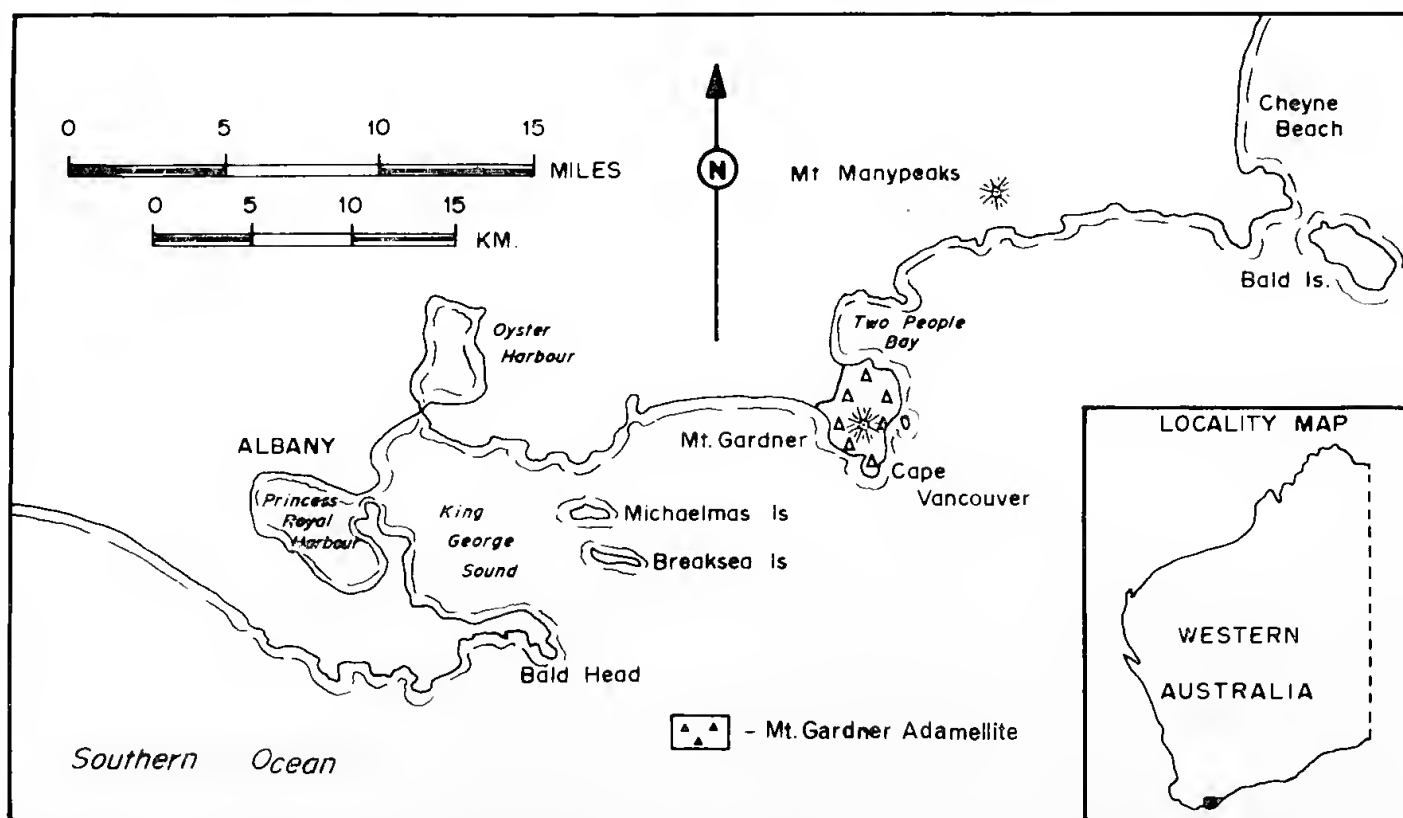 0 5 10 15
MILES
0 5 10 15
KM.
N
Mt Manypeaks
Cheyne
Beach
Bald Is.
Oyster
Harbour
Two People
Bay
ALBANY
Mt. Gardner
Cape
Vancouver
Princess
Royal
Harbour
King
George
Sound
Michaelmas Is
Breaksea Is
Bald Head
Southern Ocean
- Mt. Gardner Adamellite
LOCALITY MAP
WESTERN
AUSTRALIA